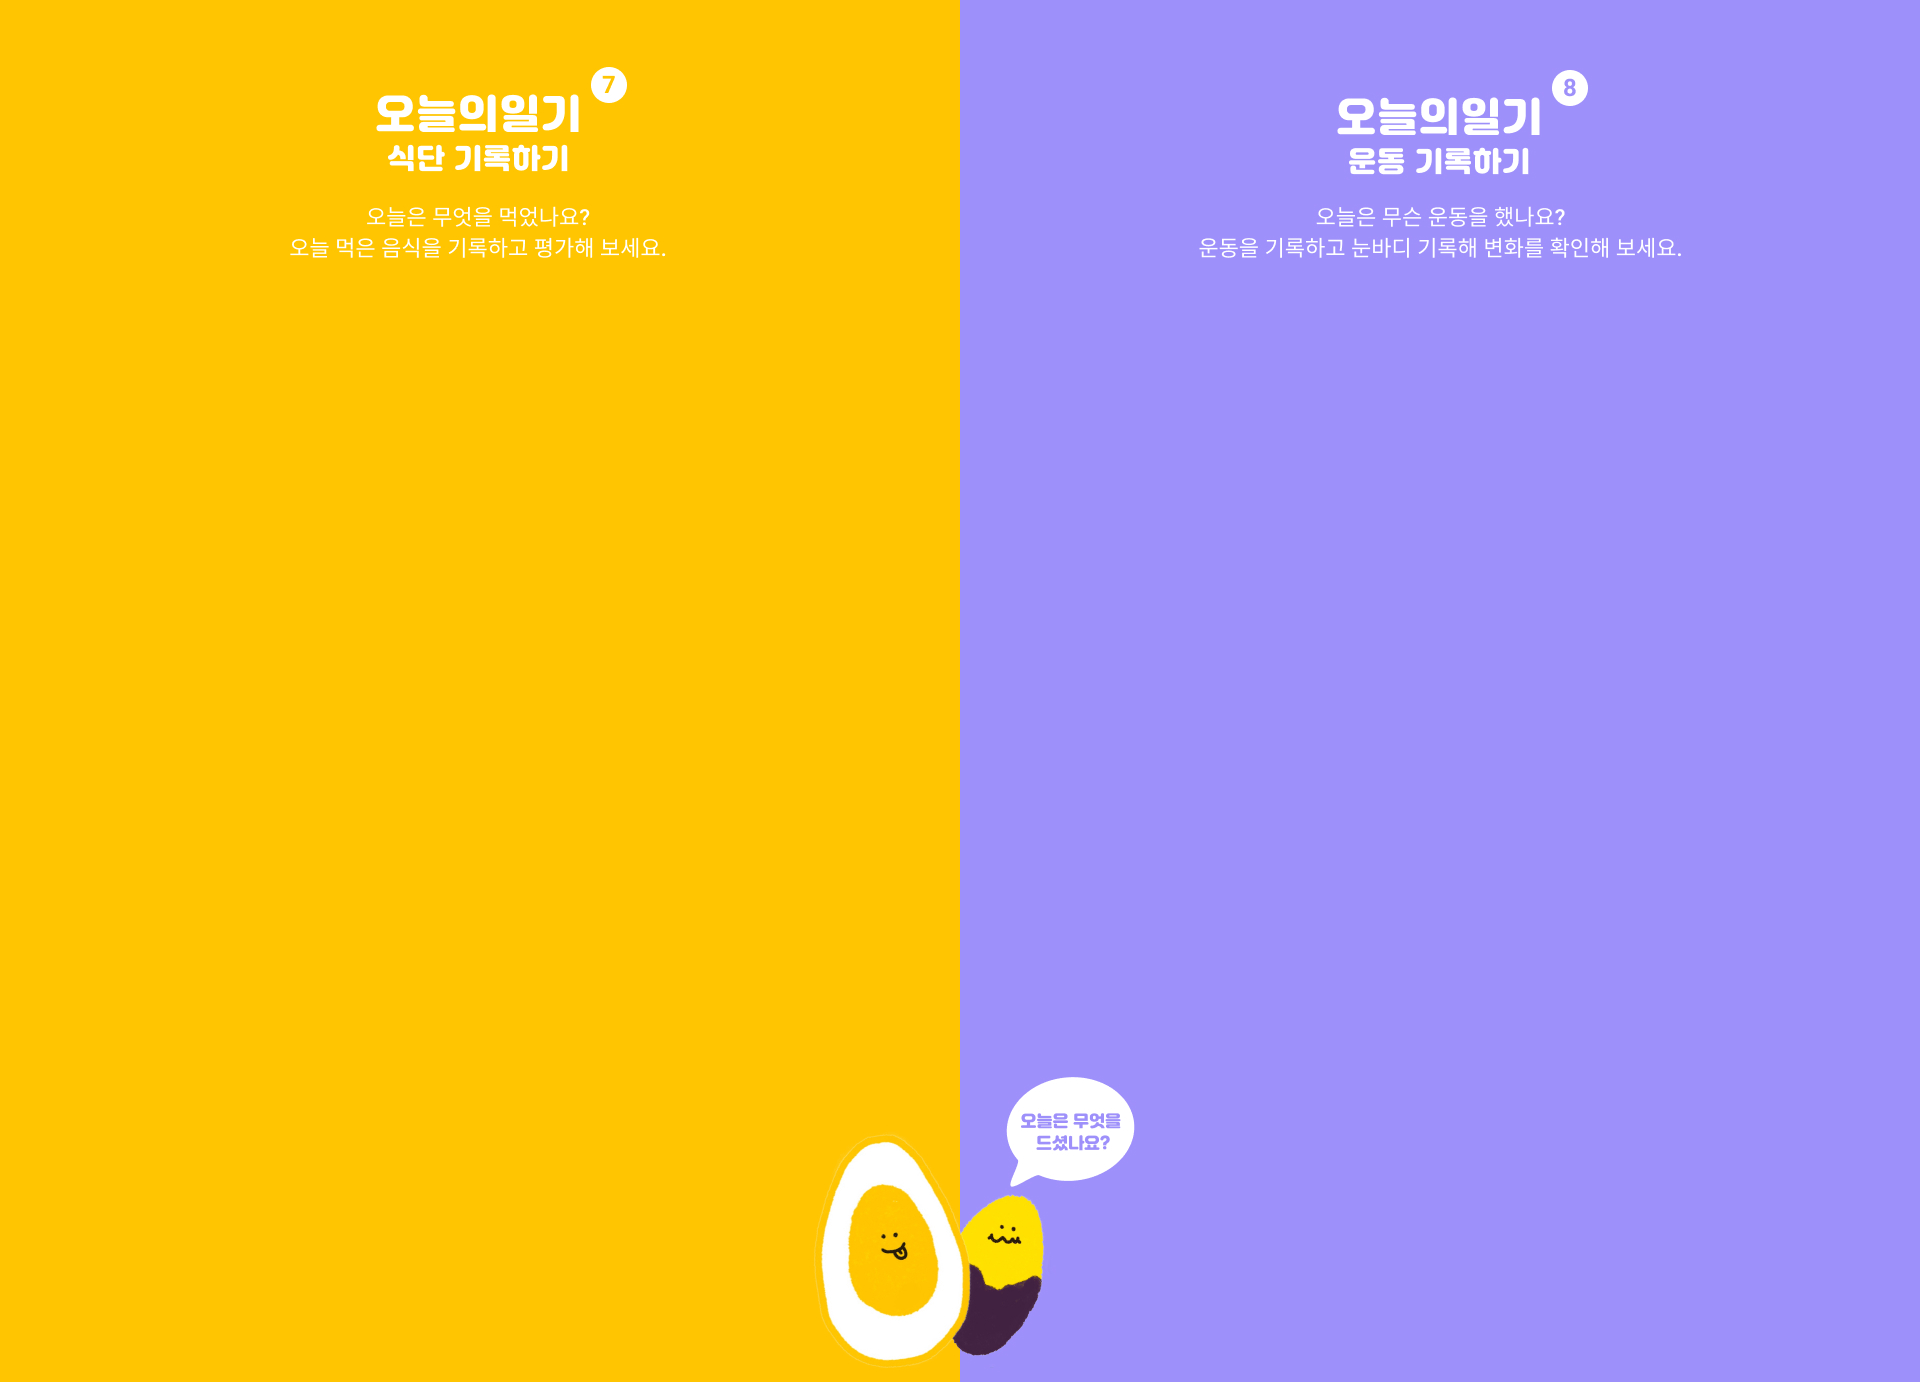 오늘의일기 7
식단 기록하기
오늘은 무엇을 먹었나요?
오늘 먹은 음식을 기록하고 평가해 보세요.
오늘의일기 8
운동 기록하기
오늘은 무슨 운동을 했나요?
운동을 기록하고 눈바디 기록해 변화를 확인해 보세요.
오늘은 무엇을
드셨나요?